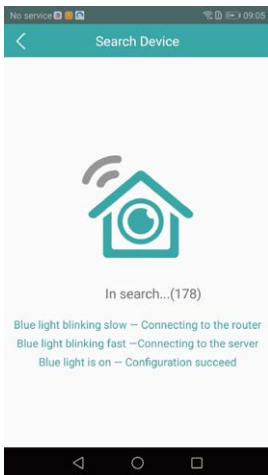 No service 09:05
Search Device
In search...(178)
Blue light blinking slow — Connecting to the router
Blue light blinking fast —Connecting to the server
Blue light is on — Configuration succeed